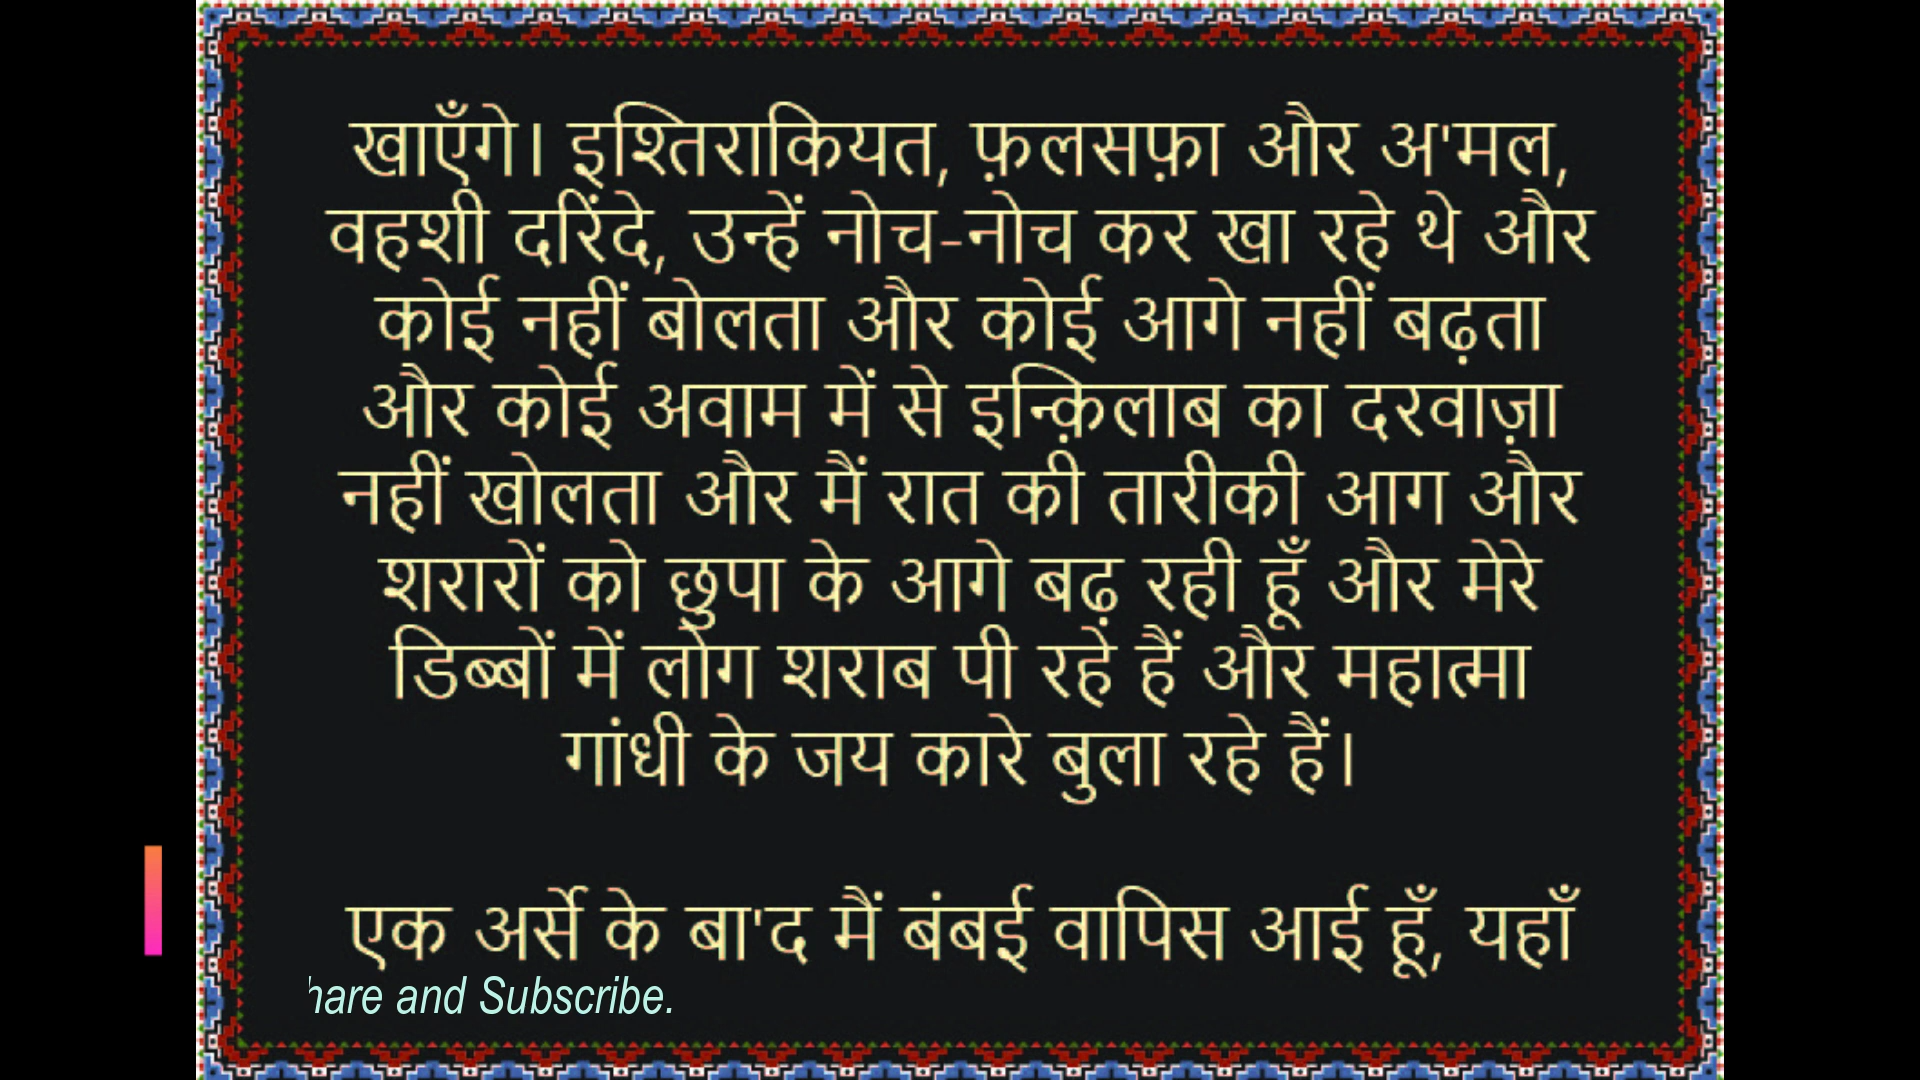 खाएँगे। इश्तिराकियत, फ़लसफ़ा और अ'मल,
वहशी दरिंदे, उन्हें नोच-नोच कर खा रहे थे और
कोई नहीं बोलता और कोई आगे नहीं बढ़ता
और कोई अवाम में से इन्क़िलाब का दरवाज़ा
नहीं खोलता और मैं रात की तारीकी आग और
शरारों को छुपा के आगे बढ़ रही हूँ और मेरे
डिब्बों में लोग शराब पी रहे हैं और महात्मा
गांधी के जय कारे बुला रहे हैं।
एक अर्से के बा'द मैं बंबई वापिस आई हूँ, यहाँ
hare and Subscribe.